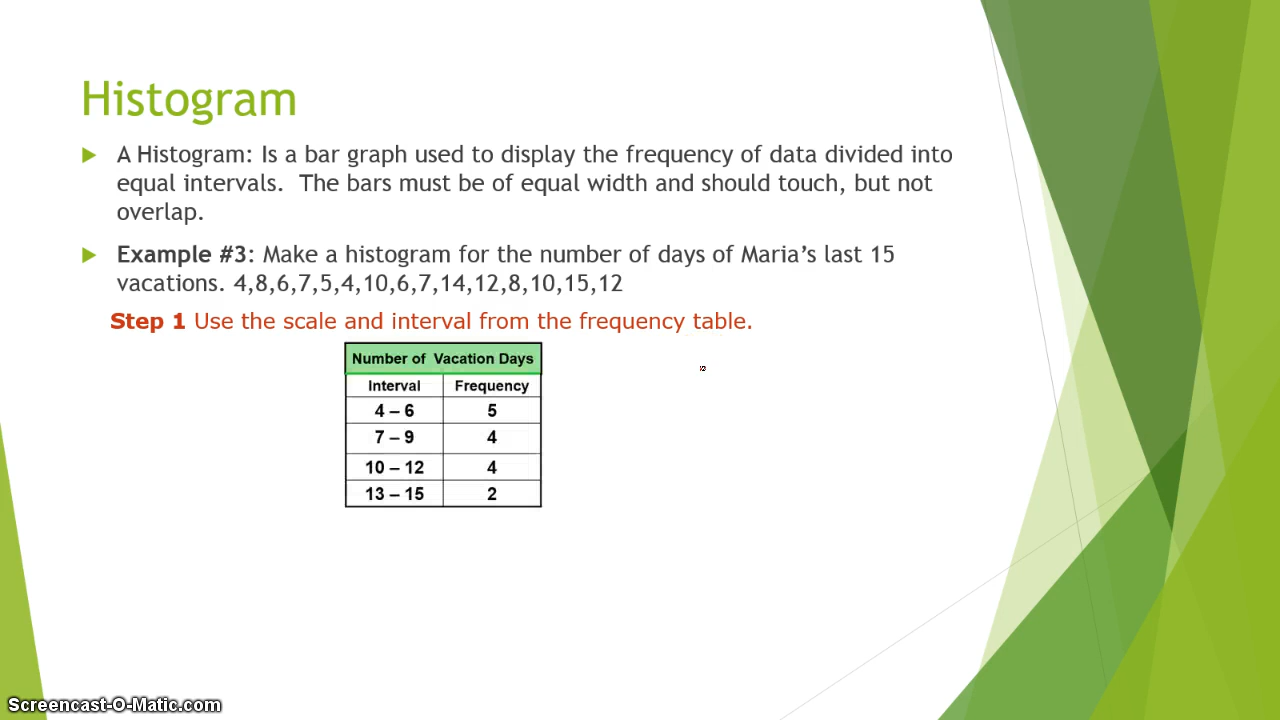 Histogram
A Histogram: Is a bar graph used to display the frequency of data divided into
equal intervals. The bars must be of equal width and should touch, but not
overlap.
Example #3: Make a histogram for the number of days of Maria's last 15
vacations. 4,8,6,7,5,4,10,6,7,14,12,8,10,15,12
Step 1 Use the scale and interval from the frequency table.
Number of Vacation Days
Interval Frequency
4 – 6 5
7 – 9 4
10 – 12 4
13 – 15 2
Screencast-O-Matic.com